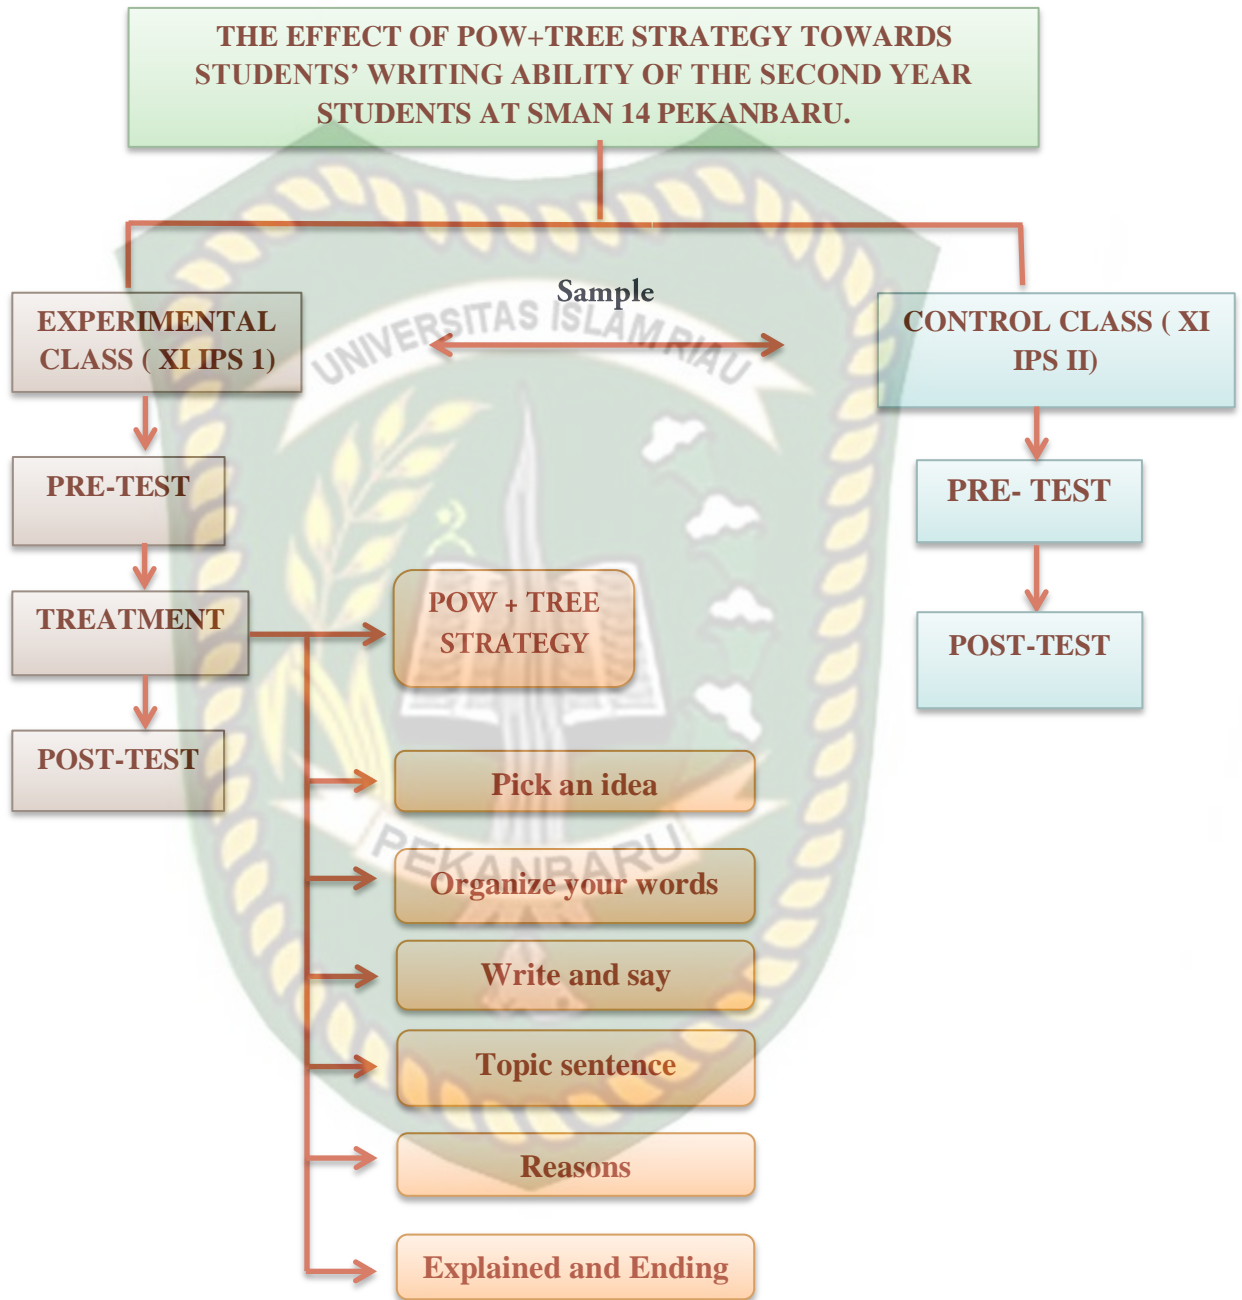 THE EFFECT OF POW+TREE STRATEGY TOWARDS
STUDENTS’ WRITING ABILITY OF THE SECOND YEAR
STUDENTS AT SMAN 14 PEKANBARU.
Sample
EXPERIMENTAL
CLASS ( XI IPS 1)
CONTROL CLASS ( XI
IPS II)
UNIVERSITAS ISLAM RIAU
PRE-TEST
PRE- TEST
TREATMENT
POW + TREE
STRATEGY
POST-TEST
POST-TEST
Pick an idea
PEKANBARU
Organize your words
Write and say
Topic sentence
Reasons
Explained and Ending